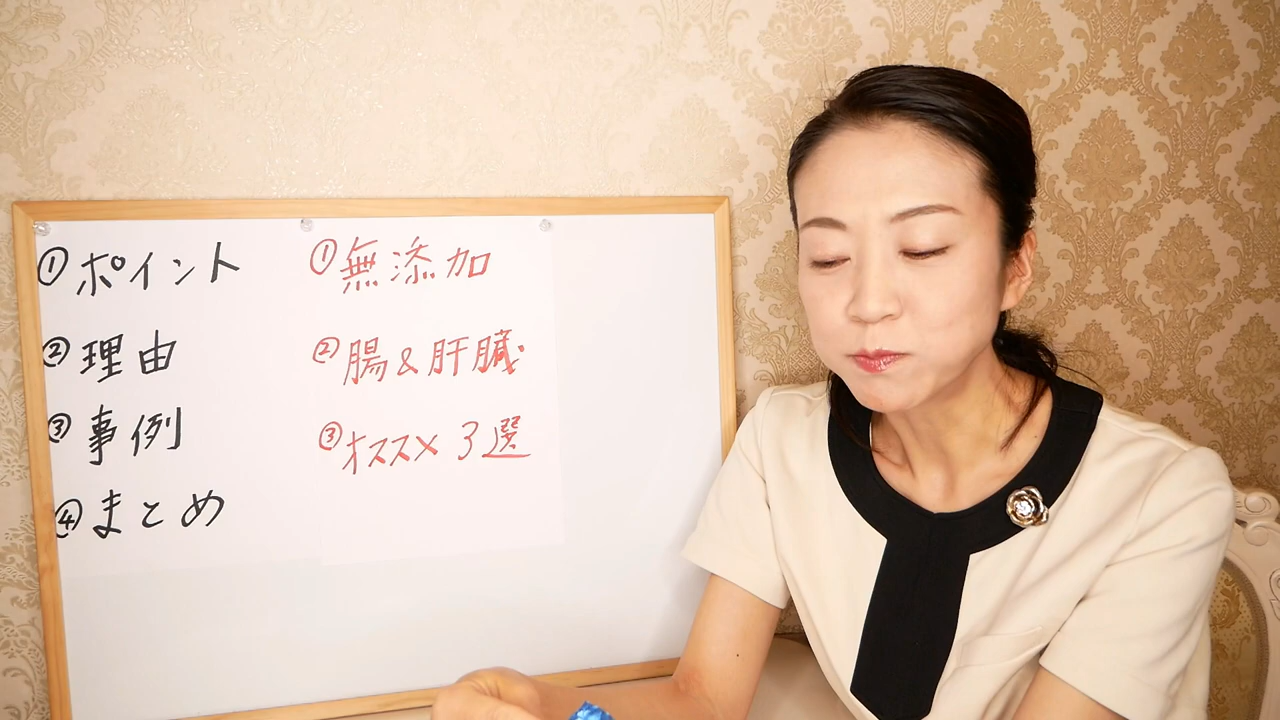 ①ポイント
②理由
③事例
④まとめ
①無添加
②腸&肝臓
③オススメ3選